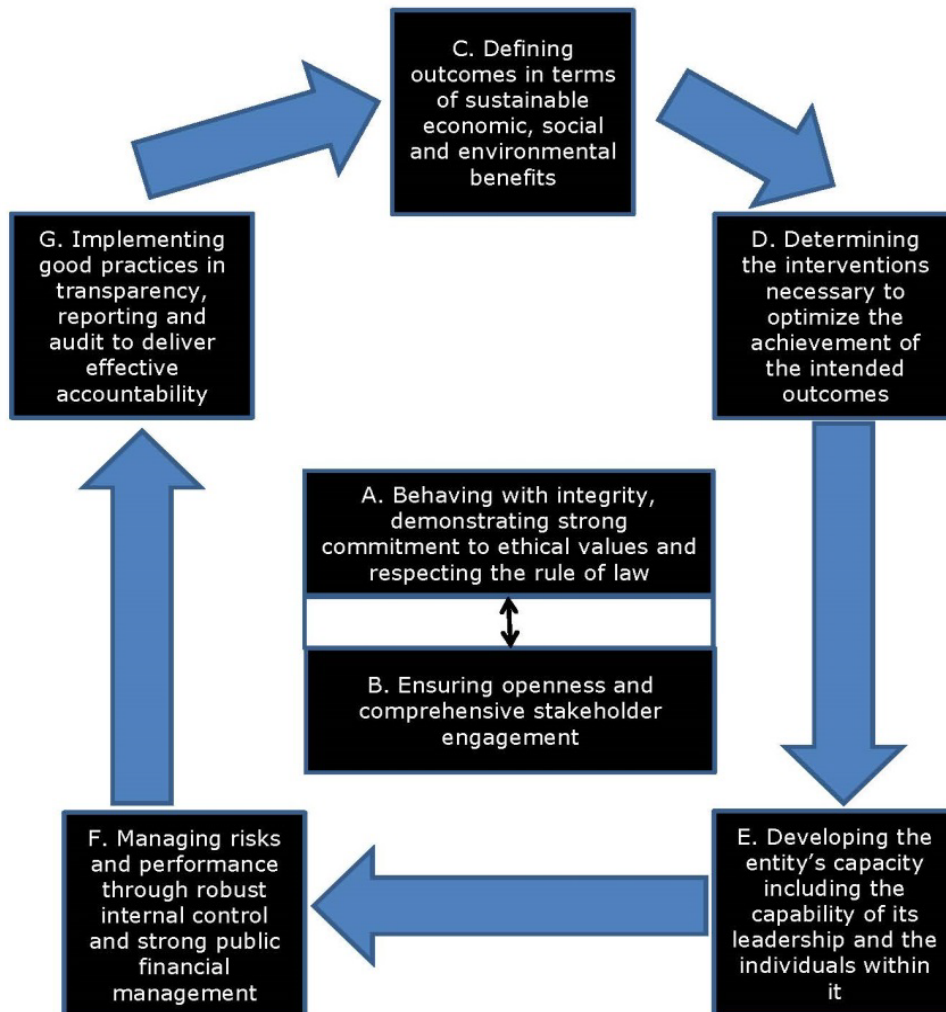 C. Defining
outcomes in terms
of sustainable
economic, social
and environmental
benefits
G. Implementing
good practices in
transparency,
reporting and
audit to deliver
effective
accountability
D. Determining
the interventions
necessary to
optimize the
achievement of
the intended
outcomes
A. Behaving with integrity,
demonstrating strong
commitment to ethical values and
respecting the rule of law
B. Ensuring openness and
comprehensive stakeholder
engagement
F. Managing risks
and performance
through robust
internal control
and strong public
financial
management
E. Developing the
entity’s capacity
including the
capability of its
leadership and the
individuals within
it